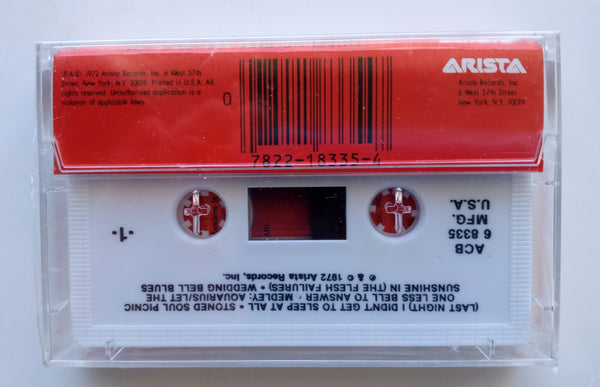 ℗&© 1972 Arista Records, Inc. 6 West 57th
Street, New York, N.Y. 10019. Made in U.S.A. All
rights reserved. Unauthorized duplication is a
violation of applicable laws.
0
7822-18335-4
ARISTA
Arista Records, Inc.
6 West 57th Street
New York, N.Y. 10019
(LAST NIGHT) I DIDN'T GET TO SLEEP AT ALL • STONED SOUL PICNIC
ONE LESS BELL TO ANSWER • MEDLEY: AQUARIUS/LET THE
SUNSHINE IN (THE FLESH FAILURES) • WEDDING BELL BLUES
℗ & © 1972 Arista Records, Inc.
ACB
6 8335
MFG.
U.S.A.
-1-